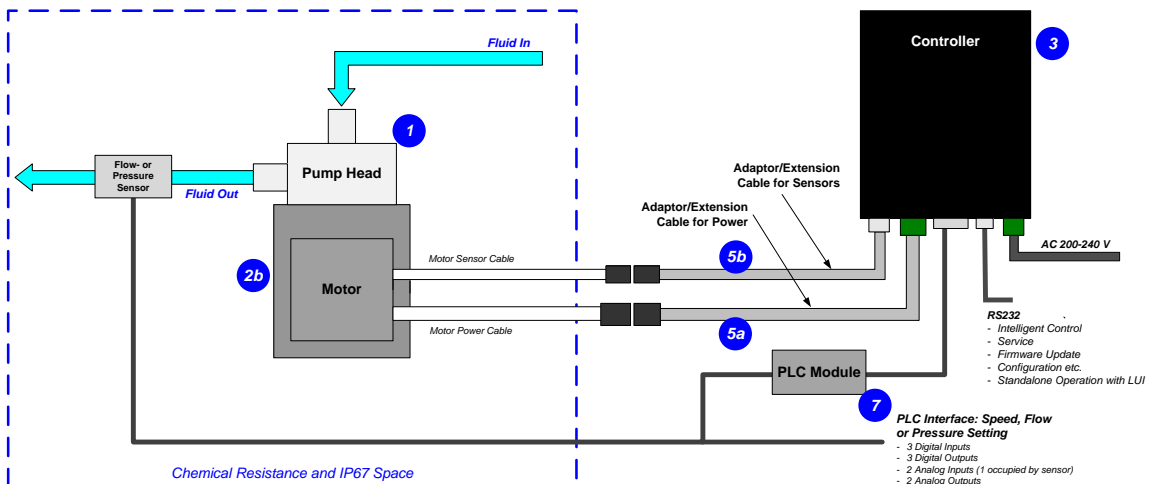 Fluid In
Controller
3
1
Flow- or
Pressure
Sensor
Pump Head
Fluid Out
Adaptor/Extension
Cable for Sensors
Adaptor/Extension
Cable for Power
AC 200-240 V
2b
Motor
Motor Sensor Cable
5b
Motor Power Cable
5a
RS232 .
- Intelligent Control
- Service
- Firmware Update
- Configuration etc.
- Standalone Operation with LUI
PLC Module
7
PLC Interface: Speed, Flow
or Pressure Setting
- 3 Digital Inputs
- 3 Digital Outputs
- 2 Analog Inputs (1 occupied by sensor)
- 2 Analog Outputs
Chemical Resistance and IP67 Space